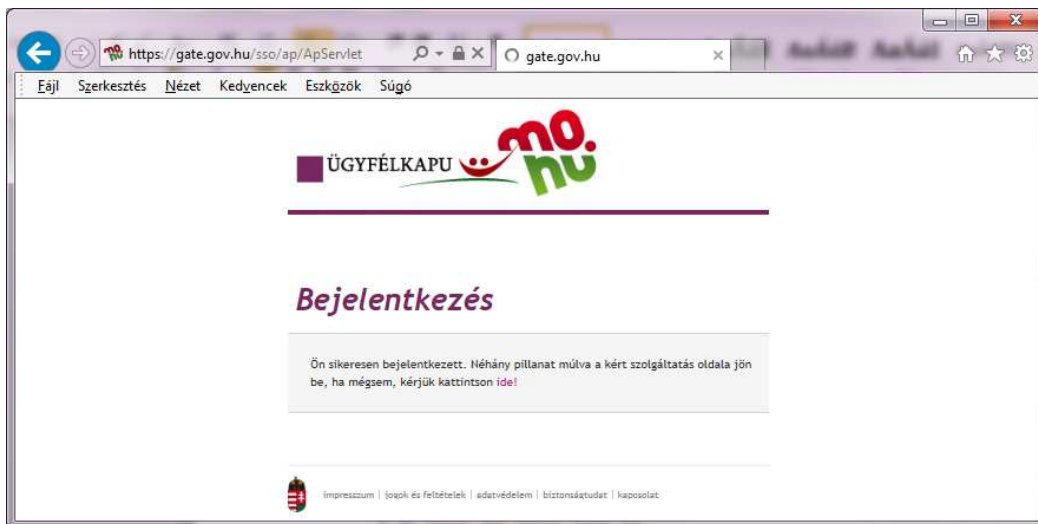 https://gate.gov.hu/sso/ap/ApServlet
gate.gov.hu
Fájl Szerkesztés Nézet Kedvencek Eszközök Súgó
ÜGYFÉLKAPU
mo.
hu
Bejelentkezés
Ön sikeresen bejelentkezett. Néhány pillanat múlva a kért szolgáltatás oldala jön
be, ha mégsem, kérjük kattintson ide!
impresszum | jogok és feltételek | adatvédelem | biztonságtudat | kapcsolat